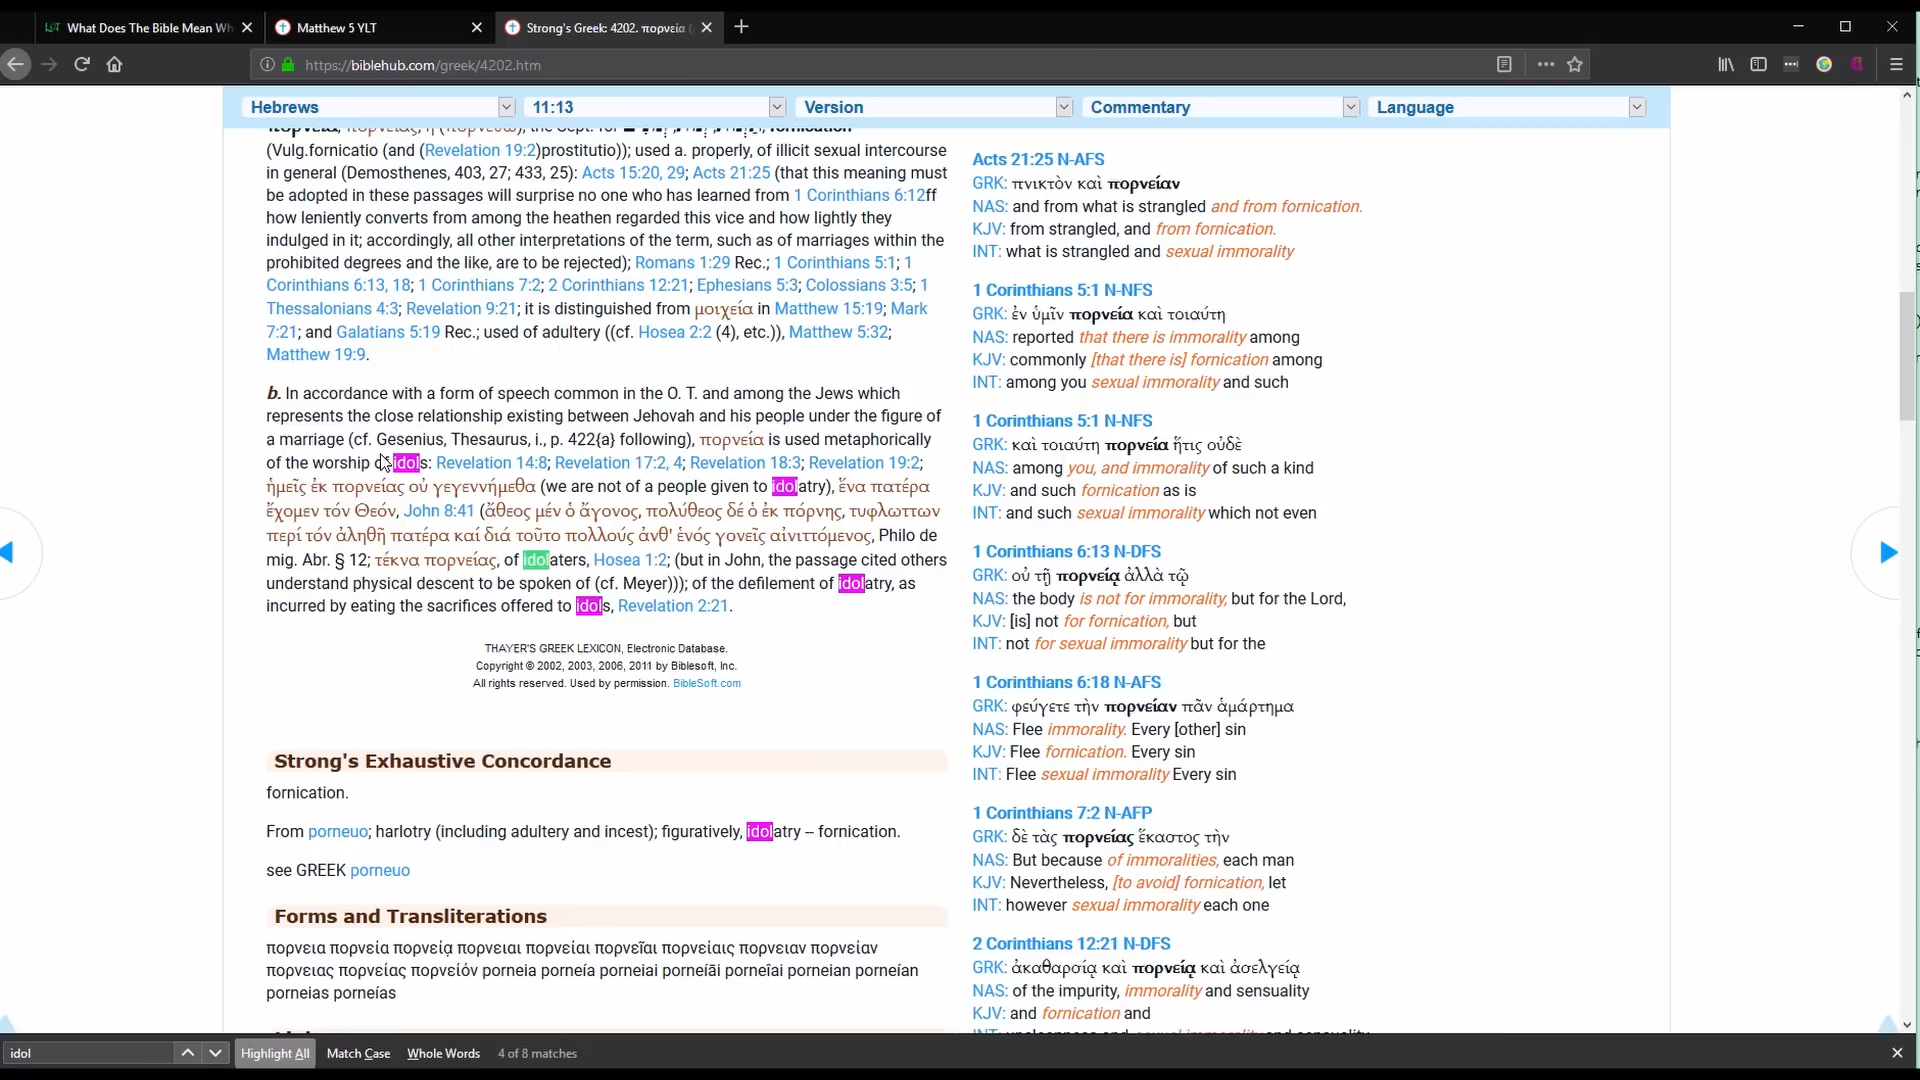 What Does The Bible Mean Wh
Matthew 5 YLT
Strong's Greek: 4202. πορνεία (
https://biblehub.com/greek/4202.htm
Hebrews
11:13
Version
Commentary
Language
(Vulg.fornicatio (and (Revelation 19:2)prostitutio)); used a. properly, of illicit sexual intercourse
in general (Demosthenes, 403, 27; 433, 25): Acts 15:20, 29; Acts 21:25 (that this meaning must
be adopted in these passages will surprise no one who has learned from 1 Corinthians 6:12ff
how leniently converts from among the heathen regarded this vice and how lightly they
indulged in it; accordingly, all other interpretations of the term, such as of marriages within the
prohibited degrees and the like, are to be rejected); Romans 1:29 Rec.; 1 Corinthians 5:1; 1
Corinthians 6:13, 18; 1 Corinthians 7:2; 2 Corinthians 12:21; Ephesians 5:3; Colossians 3:5; 1
Thessalonians 4:3; Revelation 9:21; it is distinguished from μοιχεία in Matthew 15:19; Mark
7:21; and Galatians 5:19 Rec.; used of adultery ((cf. Hosea 2:2 (4), etc.)), Matthew 5:32;
Matthew 19:9.
b. In accordance with a form of speech common in the O. T. and among the Jews which
represents the close relationship existing between Jehovah and his people under the figure of
a marriage (cf. Gesenius, Thesaurus, i., p. 422{a} following), πορνεία is used metaphorically
of the worship of idols: Revelation 14:8; Revelation 17:2, 4; Revelation 18:3; Revelation 19:2;
ἡμεῖς ἐκ πορνείας οὐ γεγεννήμεθα (we are not of a people given to idolatry), ἕνα πατέρα
ἔχομεν τόν Θεόν, John 8:41 (ἄθεος μέν ὁ ἄγονος, πολύθεος δέ ὁ ἐκ πόρνης, τυφλωττων
περί τόν ἀληθῆ πατέρα καί διά τοῦτο πολλούς ἀνθ' ἑνός γονεῖς αἰνιττόμενος, Philo de
mig. Abr. § 12; τέκνα πορνείας, of idolaters, Hosea 1:2; (but in John, the passage cited others
understand physical descent to be spoken of (cf. Meyer))); of the defilement of idolatry, as
incurred by eating the sacrifices offered to idols, Revelation 2:21.
THAYER'S GREEK LEXICON, Electronic Database.
Copyright © 2002, 2003, 2006, 2011 by Biblesoft, Inc.
All rights reserved. Used by permission. BibleSoft.com
Strong's Exhaustive Concordance
fornication.
From porneuo; harlotry (including adultery and incest); figuratively, idolatry -- fornication.
see GREEK porneuo
Forms and Transliterations
πορνεια πορνεία πορνείᾳ πορνειαι πορνείαι πορνεῖαι πορνείαις πορνειαν πορνείαν
πορνειας πορνείας πορνείόν porneia porneía porneiai porneíāi porneîai porneian porneían
porneias porneías
Acts 21:25 N-AFS
GRK: πνικτὸν καὶ πορνείαν
NAS: and from what is strangled and from fornication.
KJV: from strangled, and from fornication.
INT: what is strangled and sexual immorality
1 Corinthians 5:1 N-NFS
GRK: ἐν ὑμῖν πορνεία καὶ τοιαύτη
NAS: reported that there is immorality among
KJV: commonly [that there is] fornication among
INT: among you sexual immorality and such
1 Corinthians 5:1 N-NFS
GRK: καὶ τοιαύτη πορνεία ἥτις οὐδὲ
NAS: among you, and immorality of such a kind
KJV: and such fornication as is
INT: and such sexual immorality which not even
1 Corinthians 6:13 N-DFS
GRK: οὐ τῇ πορνείᾳ ἀλλὰ τῷ
NAS: the body is not for immorality, but for the Lord,
KJV: [is] not for fornication, but
INT: not for sexual immorality but for the
1 Corinthians 6:18 N-AFS
GRK: φεύγετε τὴν πορνείαν πᾶν ἁμάρτημα
NAS: Flee immorality. Every [other] sin
KJV: Flee fornication. Every sin
INT: Flee sexual immorality Every sin
1 Corinthians 7:2 N-AFP
GRK: δὲ τὰς πορνείας ἕκαστος τὴν
NAS: But because of immoralities, each man
KJV: Nevertheless, [to avoid] fornication, let
INT: however sexual immorality each one
2 Corinthians 12:21 N-DFS
GRK: ἀκαθαρσίᾳ καὶ πορνείᾳ καὶ ἀσελγείᾳ
NAS: of the impurity, immorality and sensuality
KJV: and fornication and
idol
Highlight All
Match Case
Whole Words
4 of 8 matches